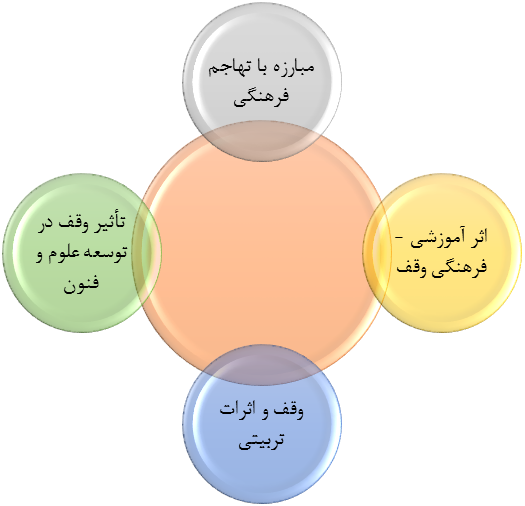 مبارزه با تهاجم
فرهنگی
اثر آموزشی -
فرهنگی وقف
وقف و اثرات
تربیتی
تأثیر وقف در
توسعه علوم و
فنون